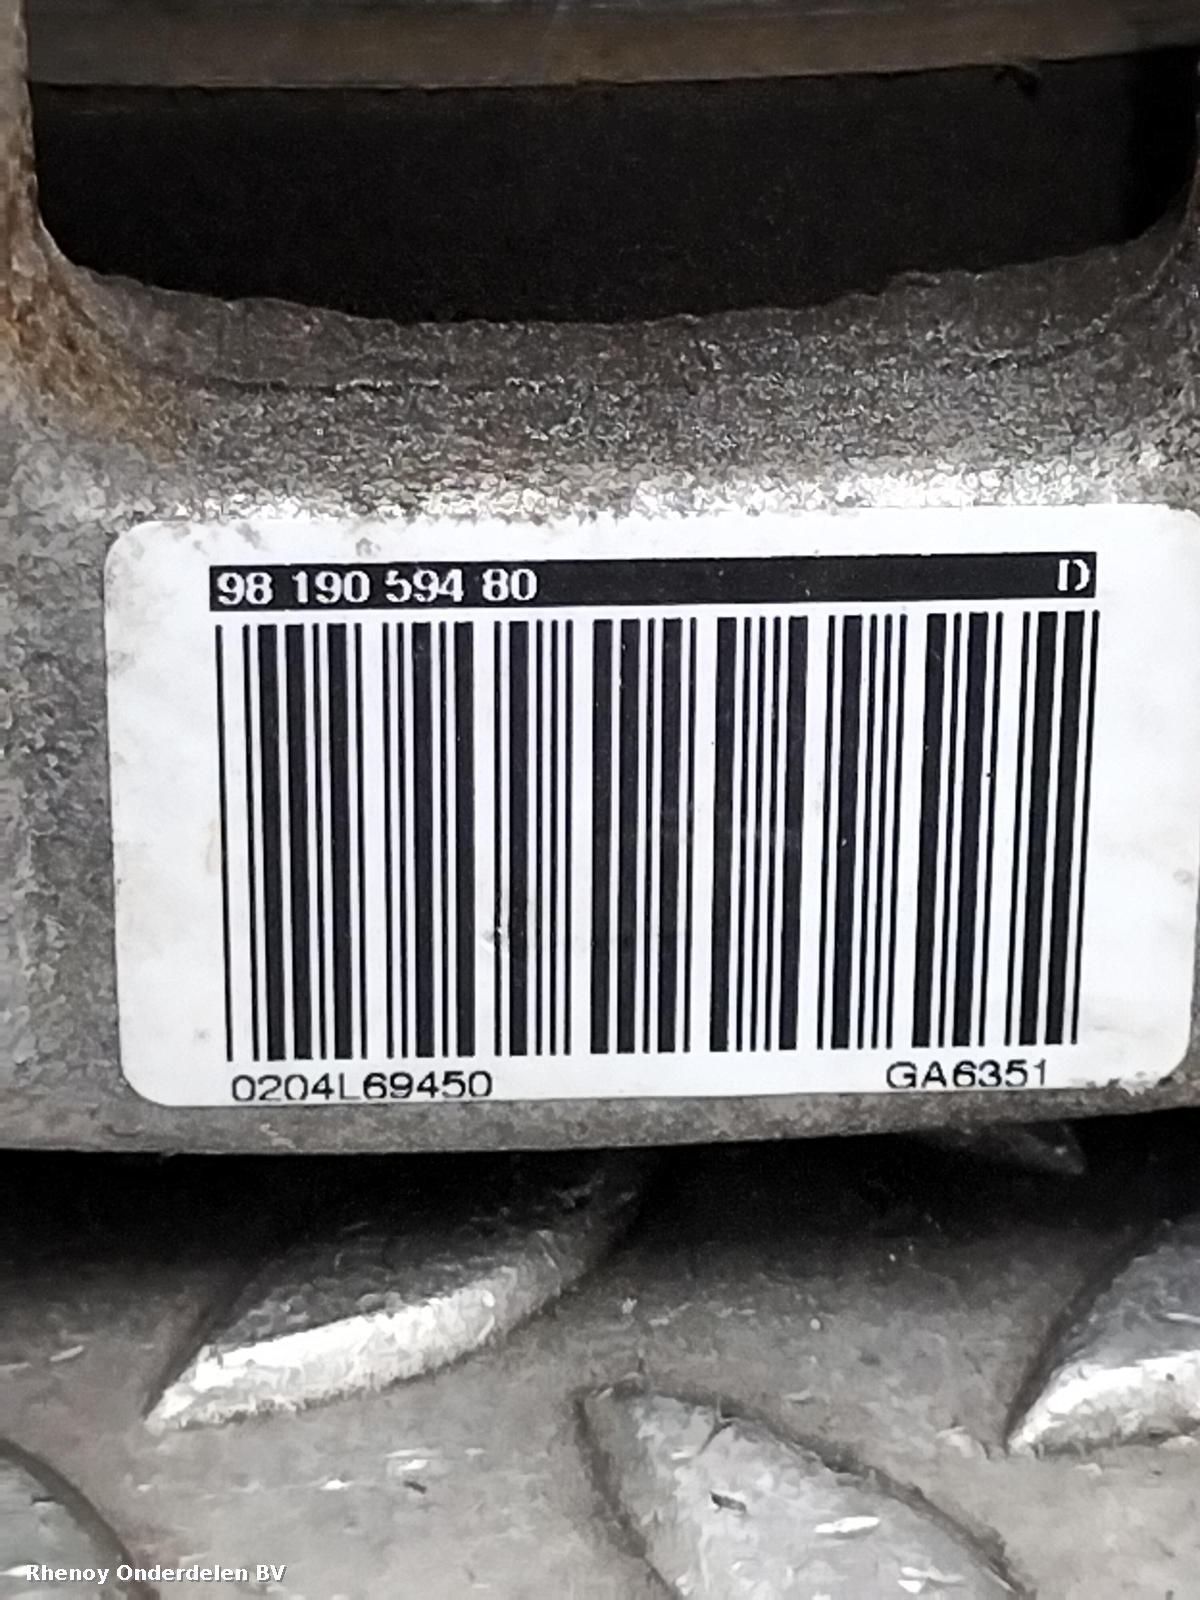 98 190 594 80 D
0204L69450 GA6351
Rhenoy Onderdelen BV